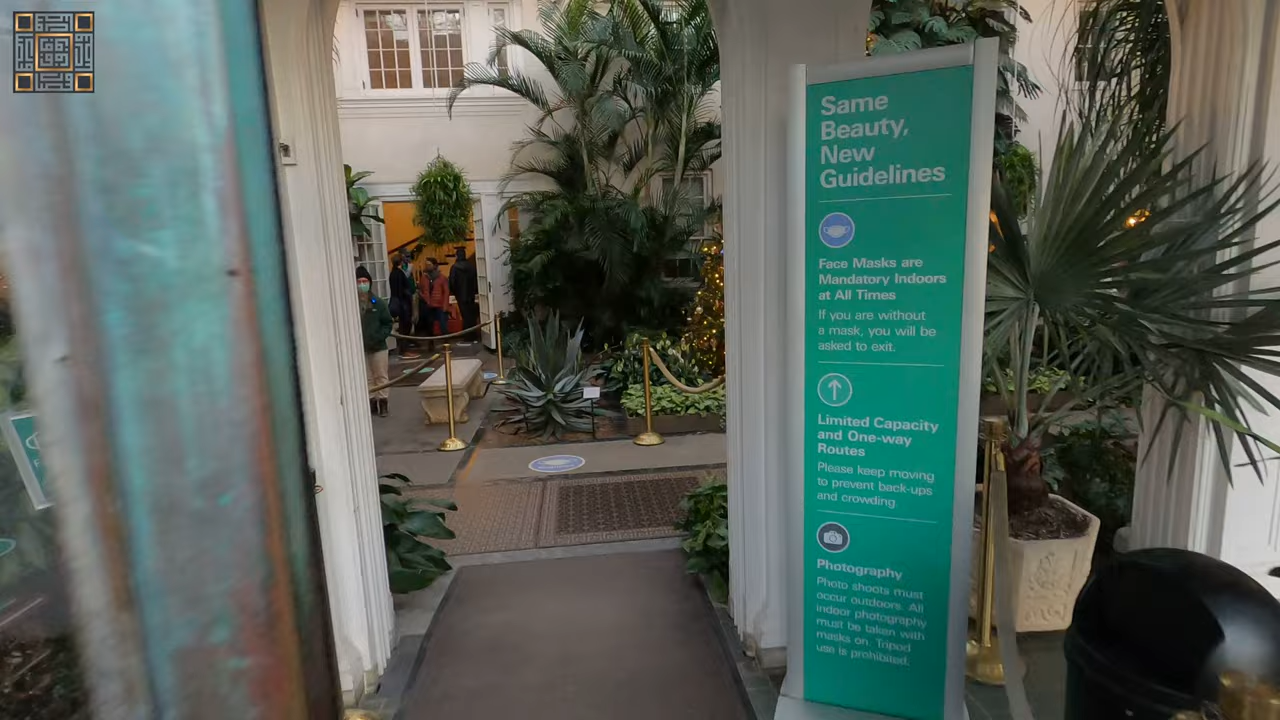 Same
Beauty,
New
Guidelines
Face Masks are
Mandatory Indoors
at All Times
If you are without
a mask, you will be
asked to exit.
Limited Capacity
and One-way
Routes
Please keep moving
to prevent back-ups
and crowding.
Photography
Photo shoots must
occur outdoors. All
indoor photography
must be taken with
masks on. Tripod
use is prohibited.